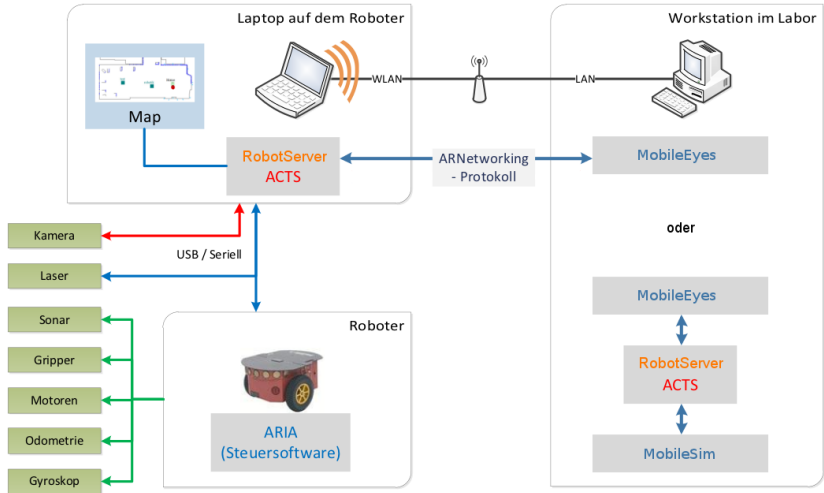 Laptop auf dem Roboter
Workstation im Labor
WLAN
LAN
Map
RobotServer
ACTS
ARNetworking
- Protokoll
MobileEyes
oder
Kamera
USB / Seriell
Laser
Sonar
Gripper
Motoren
Odometrie
Gyroskop
Roboter
ARIA
(Steuersoftware)
MobileEyes
RobotServer
ACTS
MobileSim